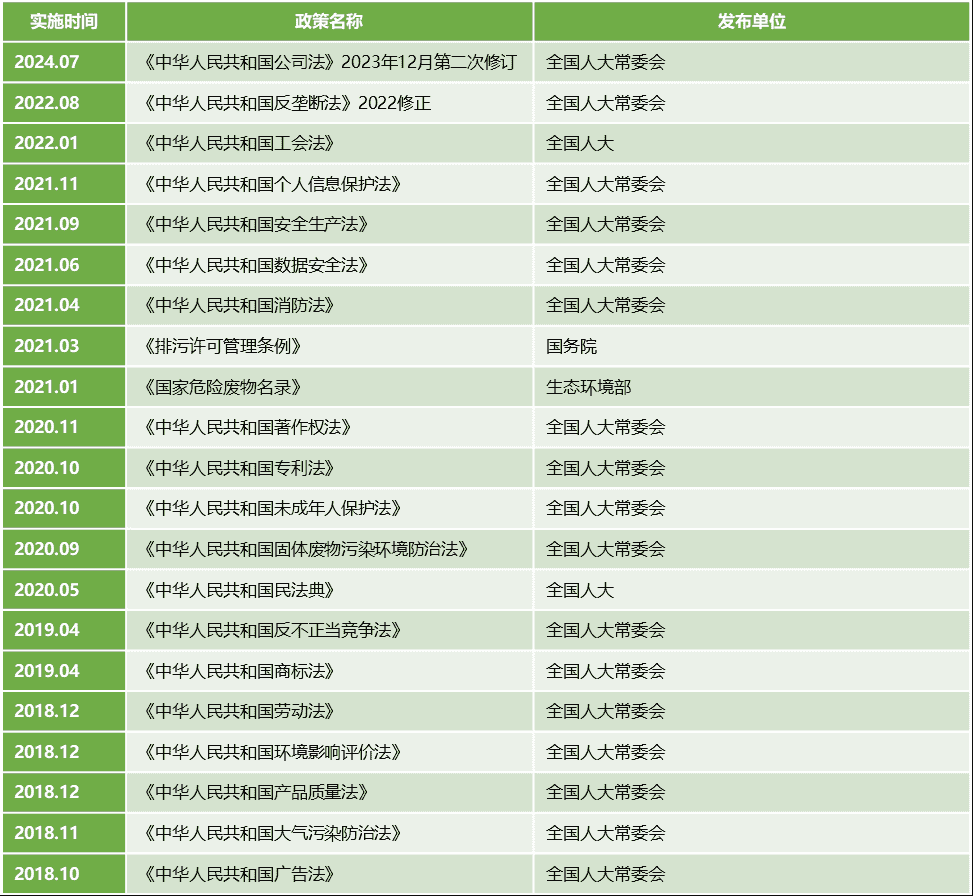 实施时间 政策名称 发布单位
2024.07 《中华人民共和国公司法》2023年12月第二次修订 全国人大常委会
2022.08 《中华人民共和国反垄断法》2022修正 全国人大常委会
2022.01 《中华人民共和国工会法》 全国人大
2021.11 《中华人民共和国个人信息保护法》 全国人大常委会
2021.09 《中华人民共和国安全生产法》 全国人大常委会
2021.06 《中华人民共和国数据安全法》 全国人大常委会
2021.04 《中华人民共和国消防法》 全国人大常委会
2021.03 《排污许可管理条例》 国务院
2021.01 《国家危险废物名录》 生态环境部
2020.11 《中华人民共和国著作权法》 全国人大常委会
2020.10 《中华人民共和国专利法》 全国人大常委会
2020.10 《中华人民共和国未成年人保护法》 全国人大常委会
2020.09 《中华人民共和国固体废物污染环境防治法》 全国人大常委会
2020.05 《中华人民共和国民法典》 全国人大
2019.04 《中华人民共和国反不正当竞争法》 全国人大常委会
2019.04 《中华人民共和国商标法》 全国人大常委会
2018.12 《中华人民共和国劳动法》 全国人大常委会
2018.12 《中华人民共和国环境影响评价法》 全国人大常委会
2018.12 《中华人民共和国产品质量法》 全国人大常委会
2018.11 《中华人民共和国大气污染防治法》 全国人大常委会
2018.10 《中华人民共和国广告法》 全国人大常委会